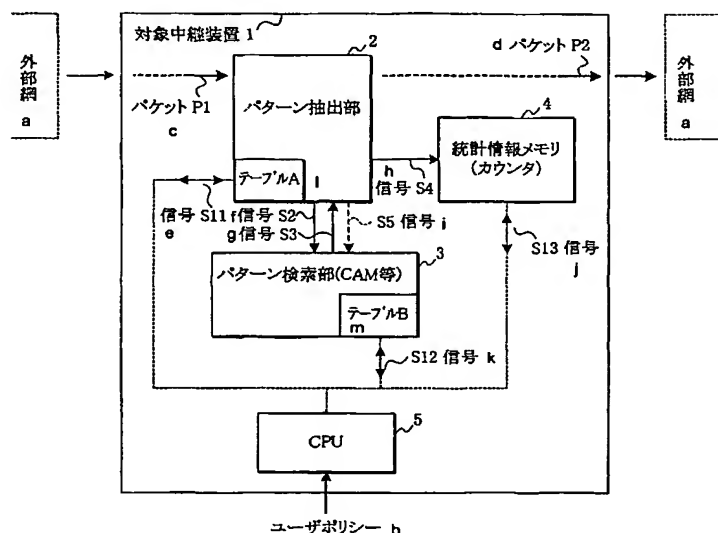 対象中継装置 1
2
d パケット P2
外部網
a
パケット P1
c
パターン抽出部
4
外部網
a
統計情報メモリ
(カウンタ)
テーブルA
l
h
信号 S4
信号 S11
e
f信号 S2
g信号 S3
S5 信号 i
S13 信号
j
3
パターン検索部(CAM等)
テーブルB
m
S12 信号 k
5
CPU
ユーザポリシー b